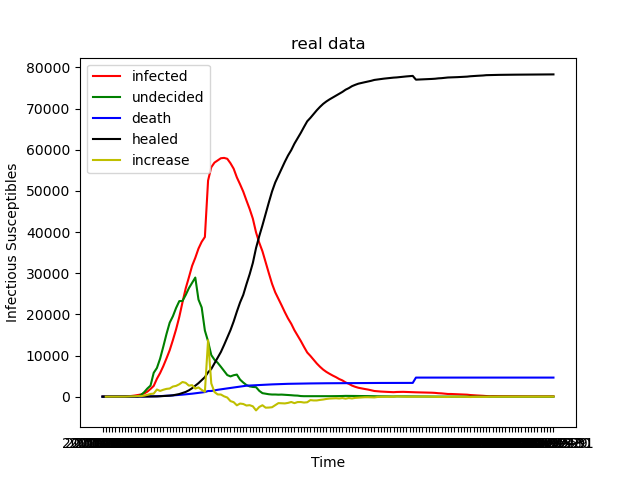 real data
infected
undecided
death
healed
increase
80000
70000
60000
50000
40000
30000
20000
10000
0
Infectious Susceptibles
Time